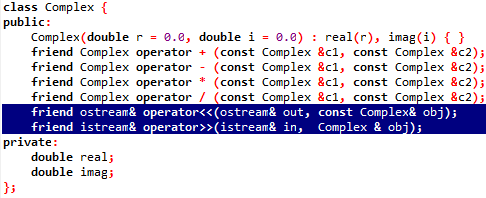 class Complex {
public:
    Complex(double r = 0.0, double i = 0.0) : real(r), imag(i) { }
    friend Complex operator + (const Complex &c1, const Complex &c2);
    friend Complex operator - (const Complex &c1, const Complex &c2);
    friend Complex operator * (const Complex &c1, const Complex &c2);
    friend Complex operator / (const Complex &c1, const Complex &c2);
    friend ostream& operator<<(ostream& out, const Complex& obj);
    friend istream& operator>>(istream& in,  Complex & obj);
private:
    double real;
    double imag;
};